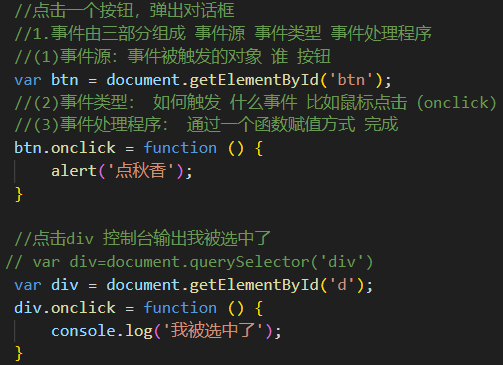 //点击一个按钮，弹出对话框
//1.事件由三部分组成 事件源 事件类型 事件处理程序
//(1)事件源：事件被触发的对象 谁 按钮
var btn = document.getElementById('btn');
//(2)事件类型： 如何触发 什么事件 比如鼠标点击 (onclick)
//(3)事件处理程序： 通过一个函数赋值方式 完成
btn.onclick = function () {
    alert('点秋香');
}
//点击div 控制台输出我被选中了
// var div=document.querySelector('div')
var div = document.getElementById('d');
div.onclick = function () {
    console.log('我被选中了');
}